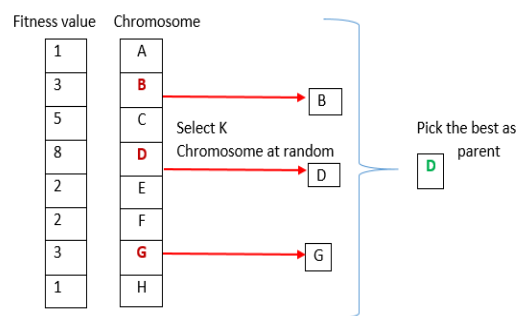 Fitness value Chromosome
1 A
3 B
B
5 C
Select K
Pick the best as
8 D
Chromosome at random
parent
D
D
2 E
2 F
3 G
G
1 H